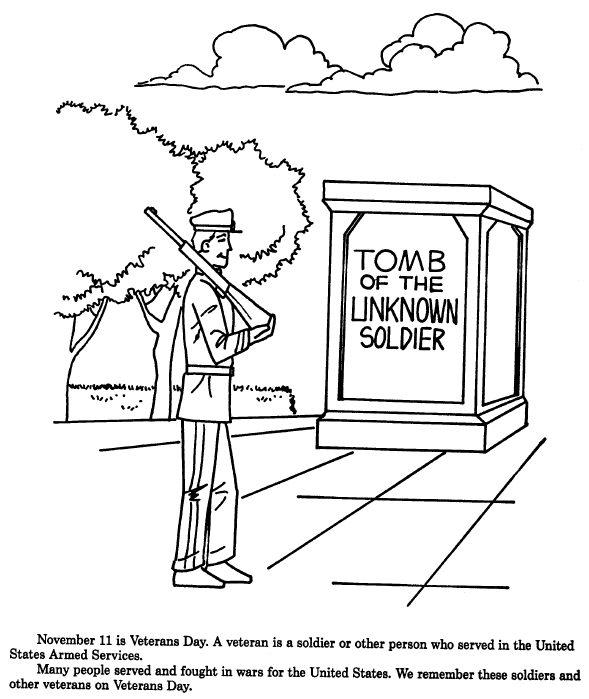 TOMB
OF THE
UNKNOWN
SOLDIER
November 11 is Veterans Day. A veteran is a soldier or other person who served in the United
States Armed Services.
Many people served and fought in wars for the United States. We remember these soldiers and
other veterans on Veterans Day.